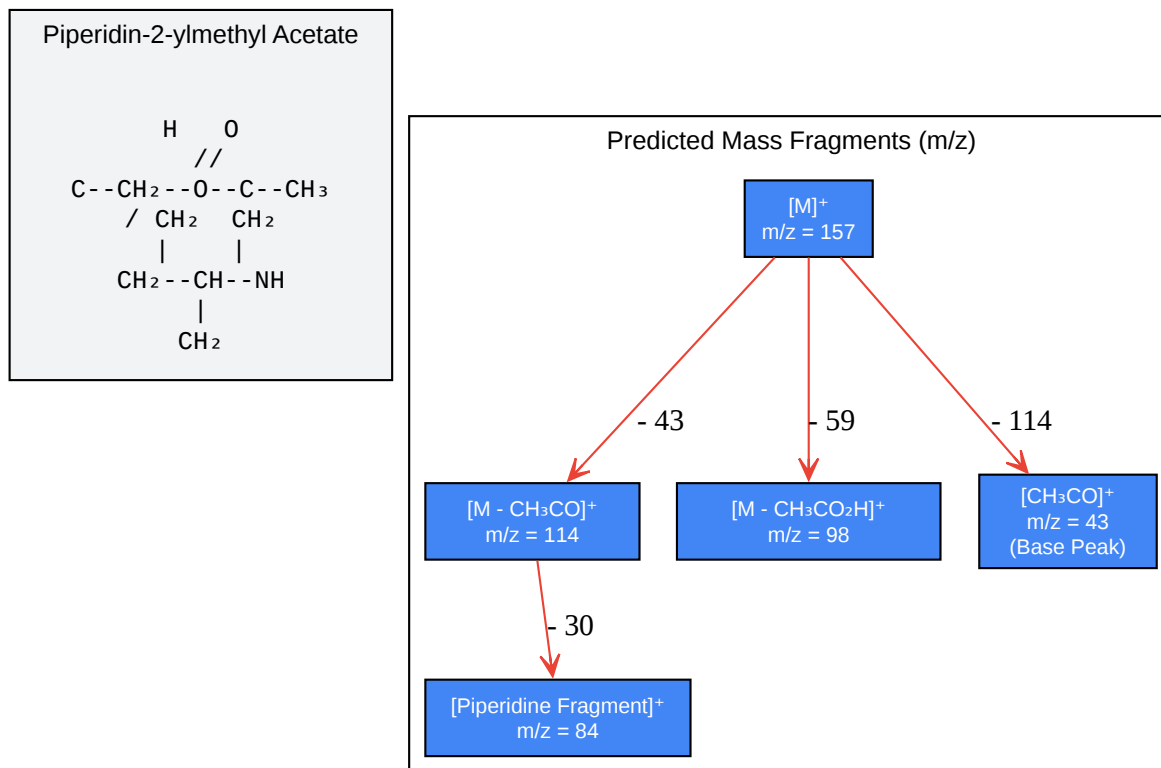 Piperidin-2-ylmethyl Acetate
H   O
//
C--CH₂--O--C--CH₃
/ CH₂  CH₂
|    |
CH₂--CH--NH
|
CH₂
Predicted Mass Fragments (m/z)
[M]⁺
m/z = 157
- 43
- 59
- 114
[M - CH₃CO]⁺
m/z = 114
[M - CH₃CO₂H]⁺
m/z = 98
[CH₃CO]⁺
m/z = 43
(Base Peak)
- 30
[Piperidine Fragment]⁺
m/z = 84